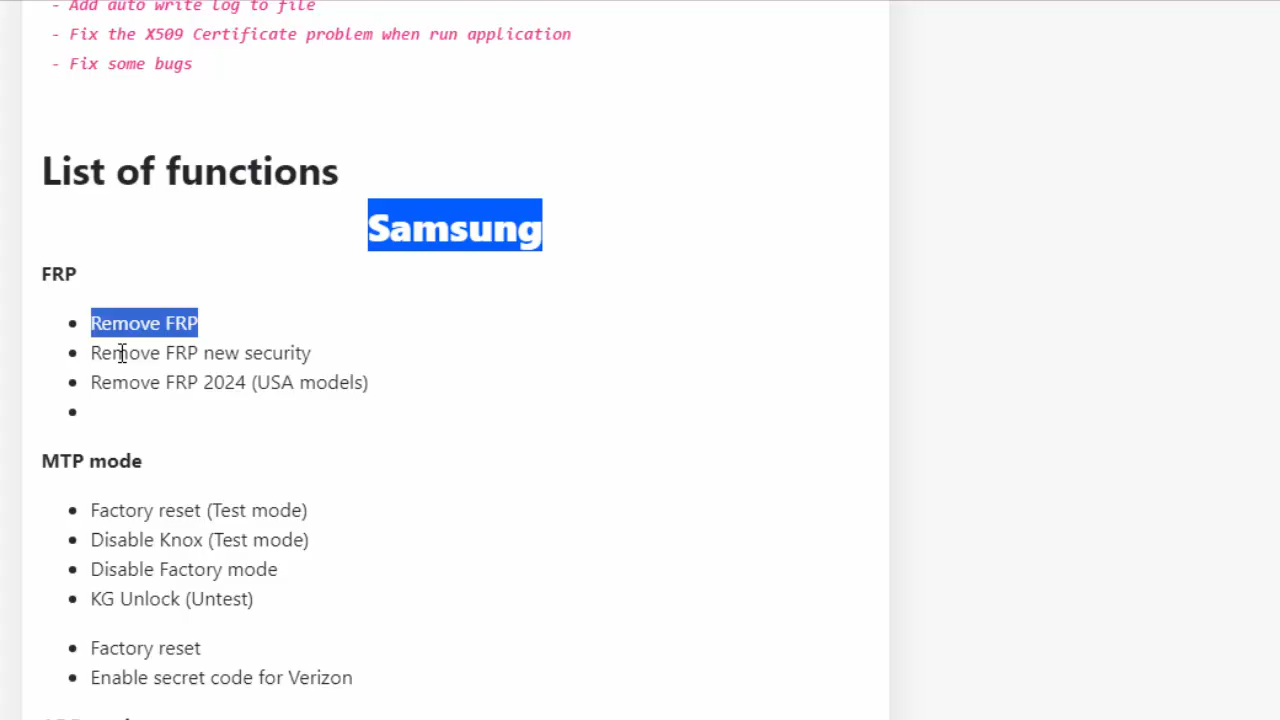 - Add auto write log to file
- Fix the X509 Certificate problem when run application
- Fix some bugs
List of functions
Samsung
FRP
Remove FRP
Remove FRP new security
Remove FRP 2024 (USA models)
MTP mode
Factory reset (Test mode)
Disable Knox (Test mode)
Disable Factory mode
KG Unlock (Untest)
Factory reset
Enable secret code for Verizon